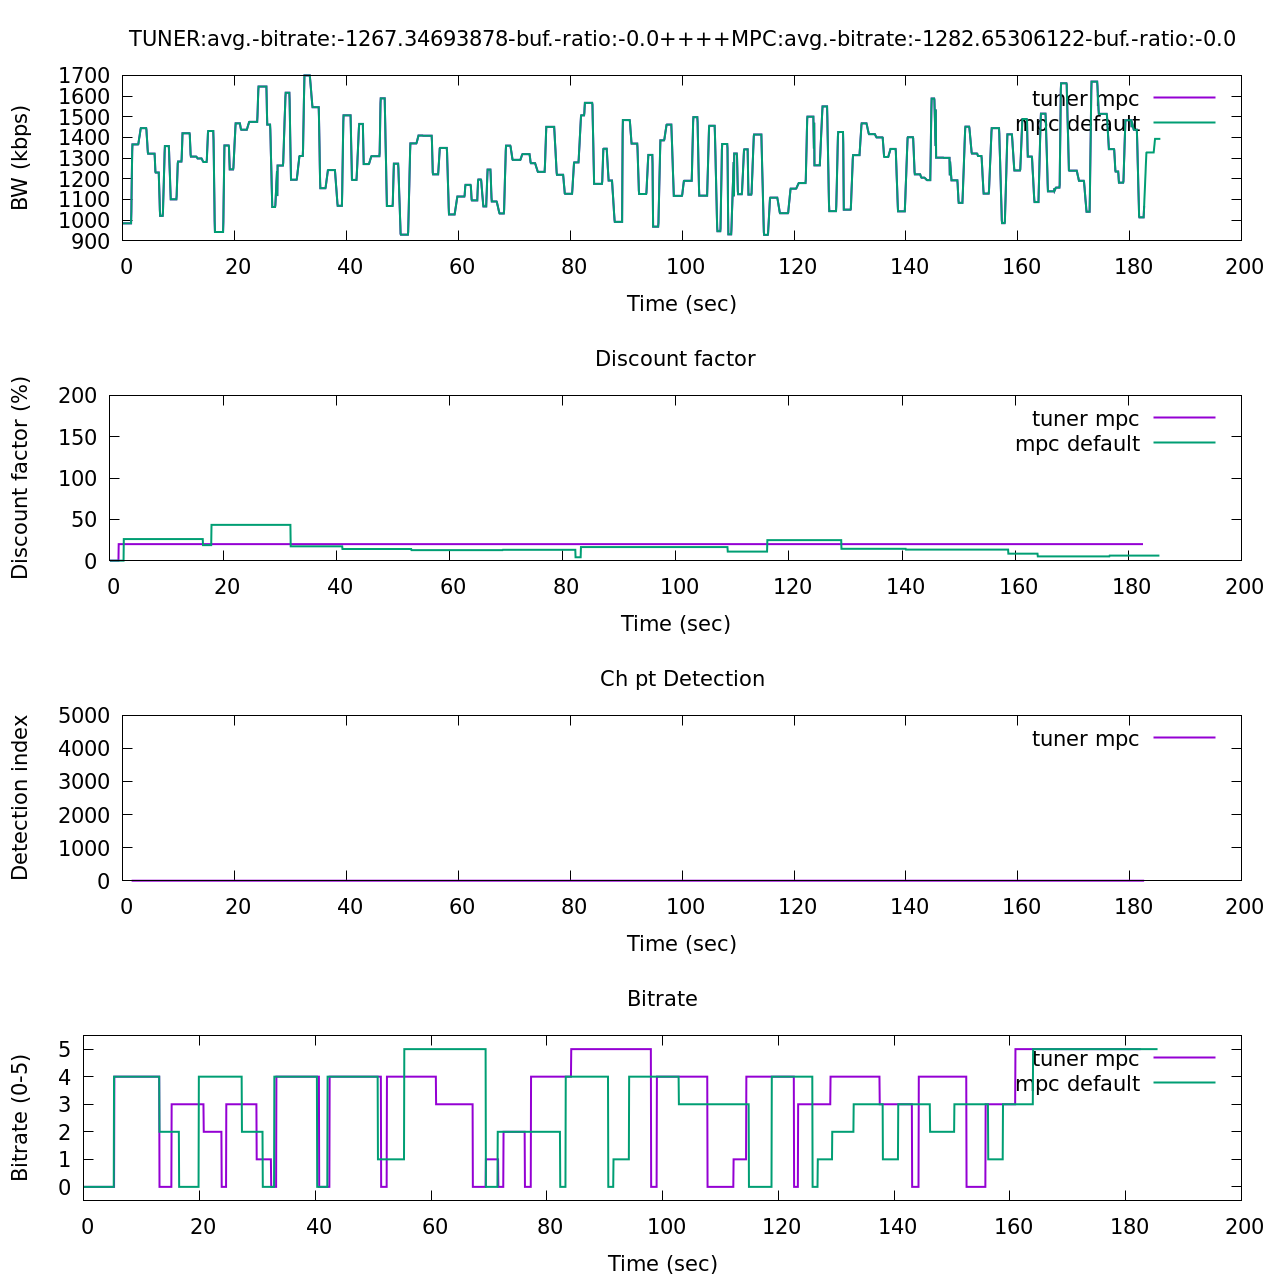 TUNER:avg.-bitrate:-1267.34693878-buf.-ratio:-0.0++++MPC:avg.-bitrate:-1282.65306122-buf.-ratio:-0.0
BW (kbps)
1700
1600
1500
1400
1300
1200
1100
1000
900
tuner mpc
mpc default
0 20 40 60 80 100 120 140 160 180 200
Time (sec)
Discount factor
Discount factor (%)
200
150
100
50
0
tuner mpc
mpc default
0 20 40 60 80 100 120 140 160 180 200
Time (sec)
Ch pt Detection
Detection index
5000
4000
3000
2000
1000
0
tuner mpc
0 20 40 60 80 100 120 140 160 180 200
Time (sec)
Bitrate
Bitrate (0-5)
5
4
3
2
1
0
tuner mpc
mpc default
0 20 40 60 80 100 120 140 160 180 200
Time (sec)